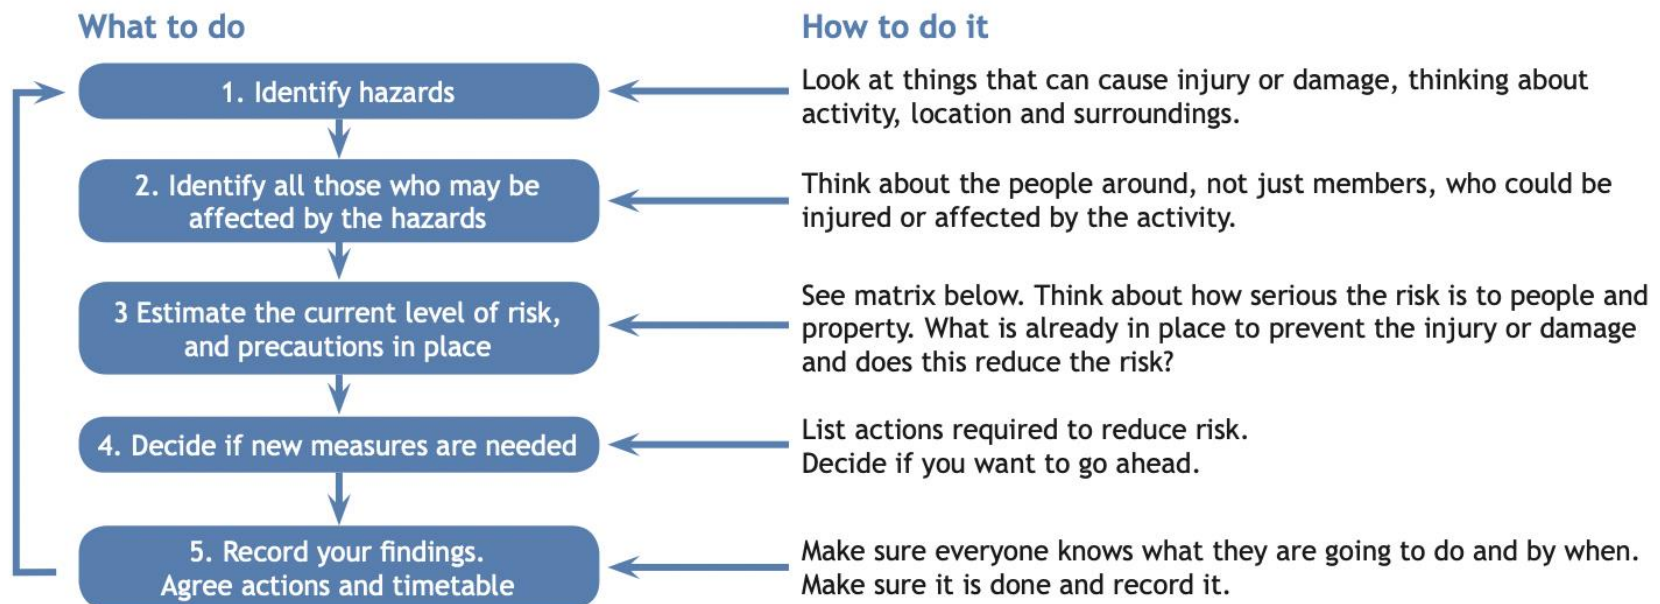 What to do
How to do it
1. Identify hazards
Look at things that can cause injury or damage, thinking about
activity, location and surroundings.
2. Identify all those who may be
affected by the hazards
Think about the people around, not just members, who could be
injured or affected by the activity.
3 Estimate the current level of risk,
and precautions in place
See matrix below. Think about how serious the risk is to people and
property. What is already in place to prevent the injury or damage
and does this reduce the risk?
4. Decide if new measures are needed
List actions required to reduce risk.
Decide if you want to go ahead.
5. Record your findings.
Agree actions and timetable
Make sure everyone knows what they are going to do and by when.
Make sure it is done and record it.